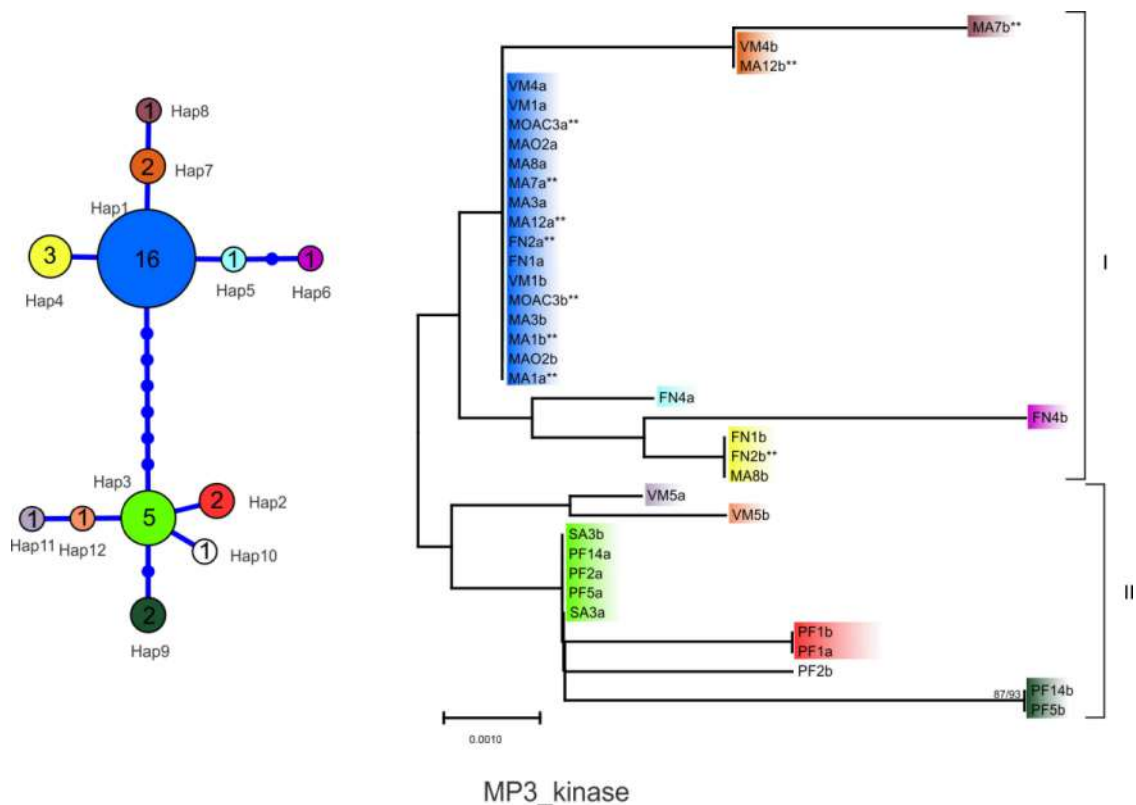 1
Hap8
2
Hap7
Hap1
16
3
Hap4
1
Hap5
1
Hap6
Hap3
5
2
Hap2
1
Hap11
1
Hap12
1
Hap10
2
Hap9
MA7b**
VM4b
MA12b**
VM4a
VM1a
MOAC3a**
MAO2a
MA8a
MA7a**
MA3a
MA12a**
FN2a**
FN1a
VM1b
MOAC3b**
MA3b
MA1b**
MAO2b
MA1a**
FN4a
FN4b
FN1b
FN2b**
MA8b
I
VM5a
VM5b
SA3b
PF14a
PF2a
PF5a
SA3a
PF1b
PF1a
PF2b
87/93
PF14b
PF5b
II
0.0010
MP3_kinase